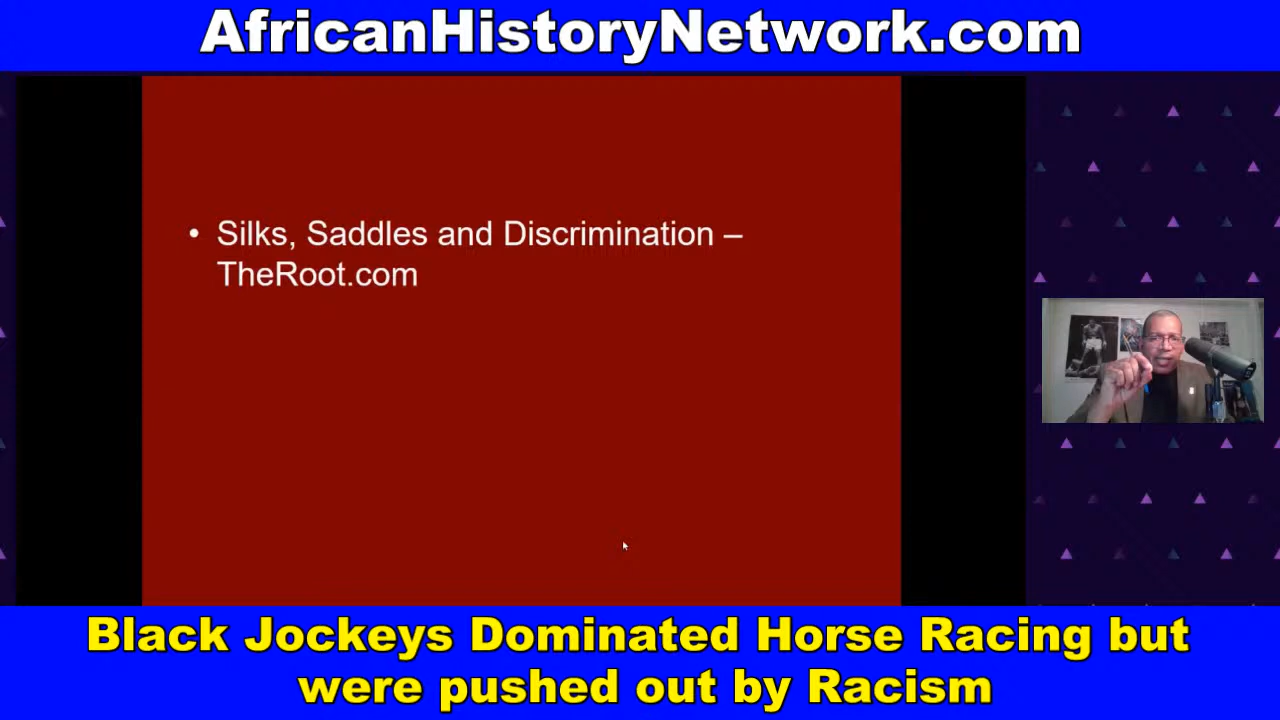 AfricanHistoryNetwork.com
• Silks, Saddles and Discrimination –
TheRoot.com
Black Jockeys Dominated Horse Racing but
were pushed out by Racism